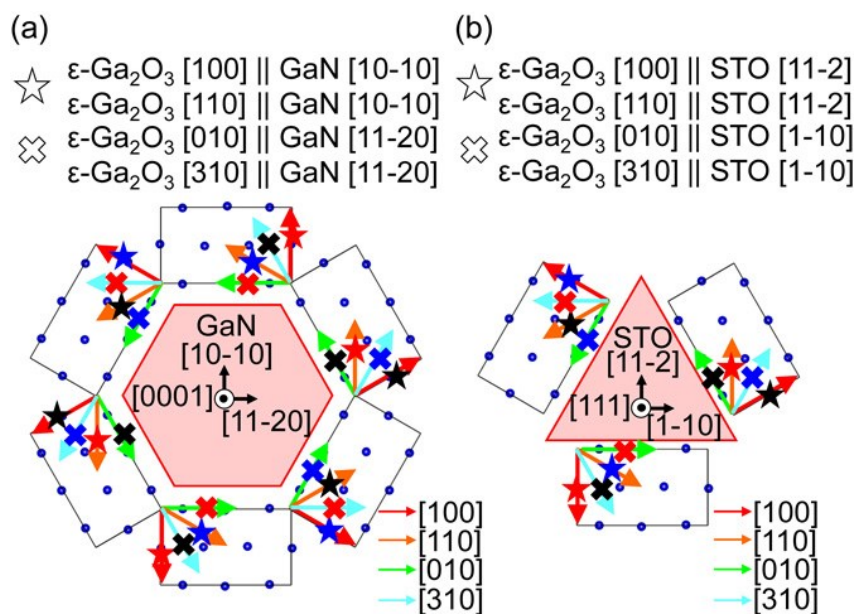 (a)
ε-Ga₂O₃ [100] || GaN [10-10]
ε-Ga₂O₃ [110] || GaN [10-10]
ε-Ga₂O₃ [010] || GaN [11-20]
ε-Ga₂O₃ [310] || GaN [11-20]
GaN
[10-10]
[0001]
[11-20]
[100]
[110]
[010]
[310]
(b)
ε-Ga₂O₃ [100] || STO [11-2]
ε-Ga₂O₃ [110] || STO [11-2]
ε-Ga₂O₃ [010] || STO [1-10]
ε-Ga₂O₃ [310] || STO [1-10]
STO
[11-2]
[111]
[1-10]
[100]
[110]
[010]
[310]